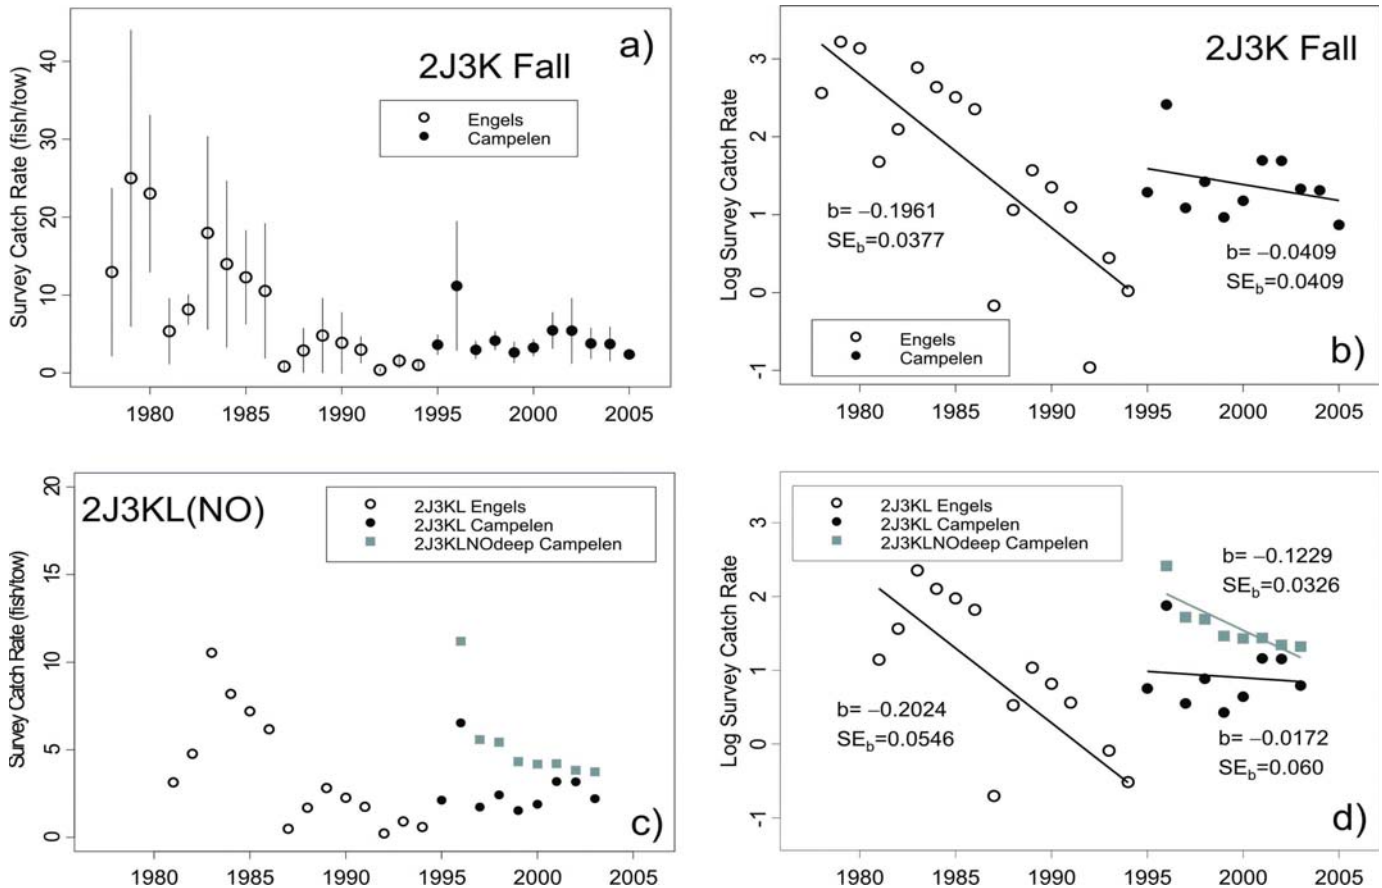 a)
2J3K Fall
Engels
Campelen
Survey Catch Rate (fish/tow)
0 10 20 30 40
1980 1985 1990 1995 2000 2005
2J3K Fall
b= −0.1961
SEb=0.0377
b= −0.0409
SEb=0.0409
Engels
Campelen
b)
Log Survey Catch Rate
-1 0 1 2 3
1980 1985 1990 1995 2000 2005
2J3KL(NO)
2J3KL Engels
2J3KL Campelen
2J3KLNOdeep Campelen
c)
Survey Catch Rate (fish/tow)
0 5 10 15 20
1980 1985 1990 1995 2000 2005
2J3KL Engels
2J3KL Campelen
2J3KLNOdeep Campelen
b= −0.1229
SEb=0.0326
b= −0.2024
SEb=0.0546
b= −0.0172
SEb=0.060
d)
Log Survey Catch Rate
-1 0 1 2 3
1980 1985 1990 1995 2000 2005